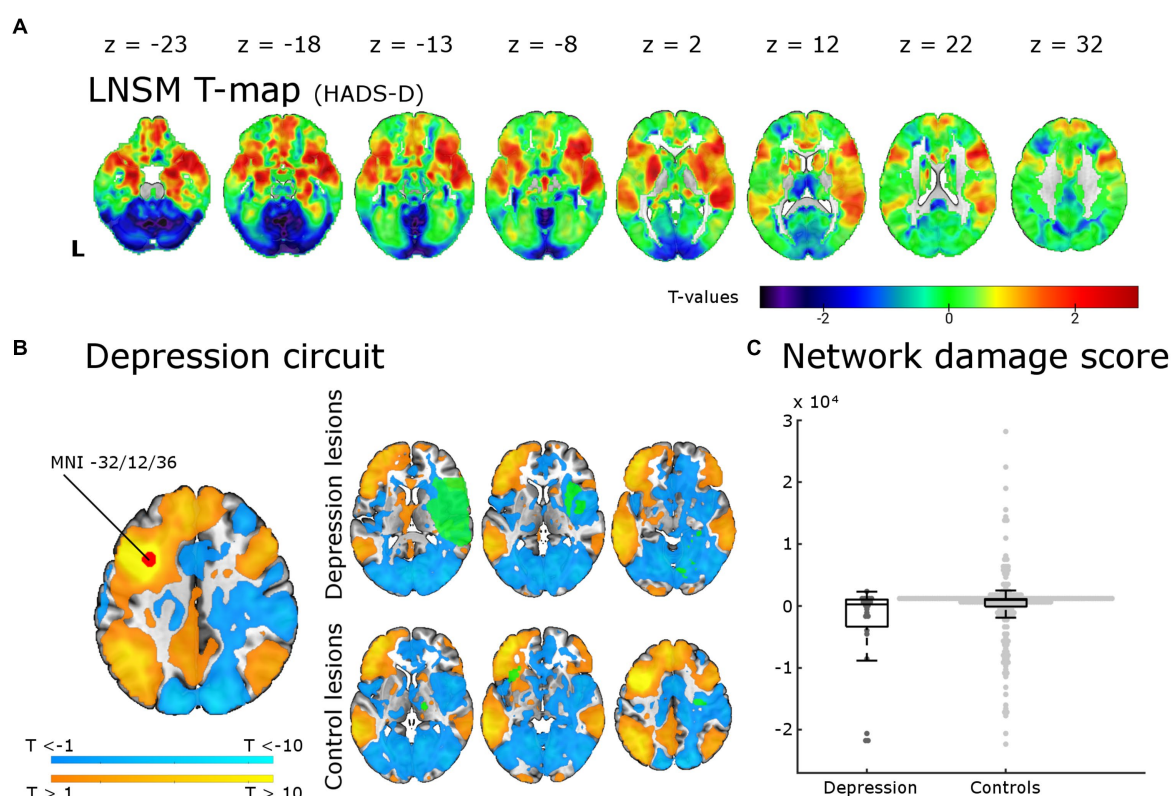 A
z = -23 z = -18 z = -13 z = -8 z = 2 z = 12 z = 22 z = 32
LNSM T-map (HADS-D)
L
T-values
-2 0 2
B Depression circuit
MNI -32/12/36
T <-1 T <-10
T > 1 T > 10
Depression lesions
Control lesions
C Network damage score
x 10⁴
3
2
1
0
-1
-2
Depression Controls